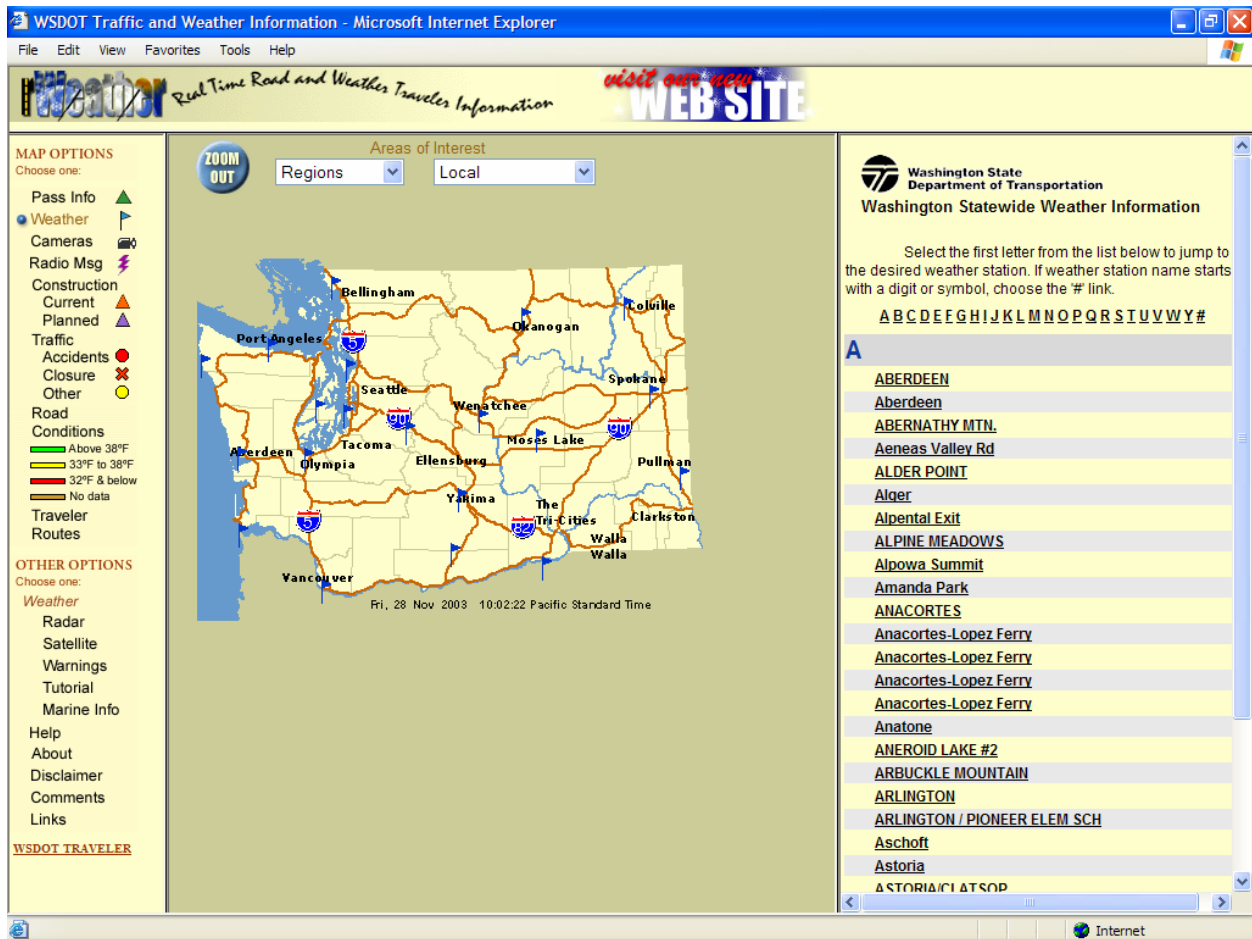 WSDOT Traffic and Weather Information - Microsoft Internet Explorer
File Edit View Favorites Tools Help
rWeather Real Time Road and Weather Traveler Information
visit our new
WEB SITE
MAP OPTIONS
Choose one:
Pass Info
Weather
Cameras
Radio Msg
Construction
Current
Planned
Traffic
Accidents
Closure
Other
Road
Conditions
Above 38ºF
33ºF to 38ºF
32ºF & below
No data
Traveler
Routes
OTHER OPTIONS
Choose one:
Weather
Radar
Satellite
Warnings
Tutorial
Marine Info
Help
About
Disclaimer
Comments
Links
WSDOT TRAVELER
ZOOM
OUT
Areas of Interest
Regions Local
Bellingham
Colville
Okanogan
Port Angeles
5
Spokane
Seattle
Wenatchee
90
90
Moses Lake
Tacoma
Aberdeen
Olympia
Ellensburg
Pullman
Yakima
The
Tri-Cities
Clarkston
5
82
Walla
Walla
Vancouver
Fri, 28 Nov 2003 10:02:22 Pacific Standard Time
Washington State
Department of Transportation
Washington Statewide Weather Information
Select the first letter from the list below to jump to
the desired weather station. If weather station name starts
with a digit or symbol, choose the '#' link.
A B C D E F G H I J K L M N O P Q R S T U V W Y #
A
ABERDEEN
Aberdeen
ABERNATHY MTN.
Aeneas Valley Rd
ALDER POINT
Alger
Alpental Exit
ALPINE MEADOWS
Alpowa Summit
Amanda Park
ANACORTES
Anacortes-Lopez Ferry
Anacortes-Lopez Ferry
Anacortes-Lopez Ferry
Anacortes-Lopez Ferry
Anatone
ANEROID LAKE #2
ARBUCKLE MOUNTAIN
ARLINGTON
ARLINGTON / PIONEER ELEM SCH
Aschoft
Astoria
ASTORIA/CLATSOP
Internet